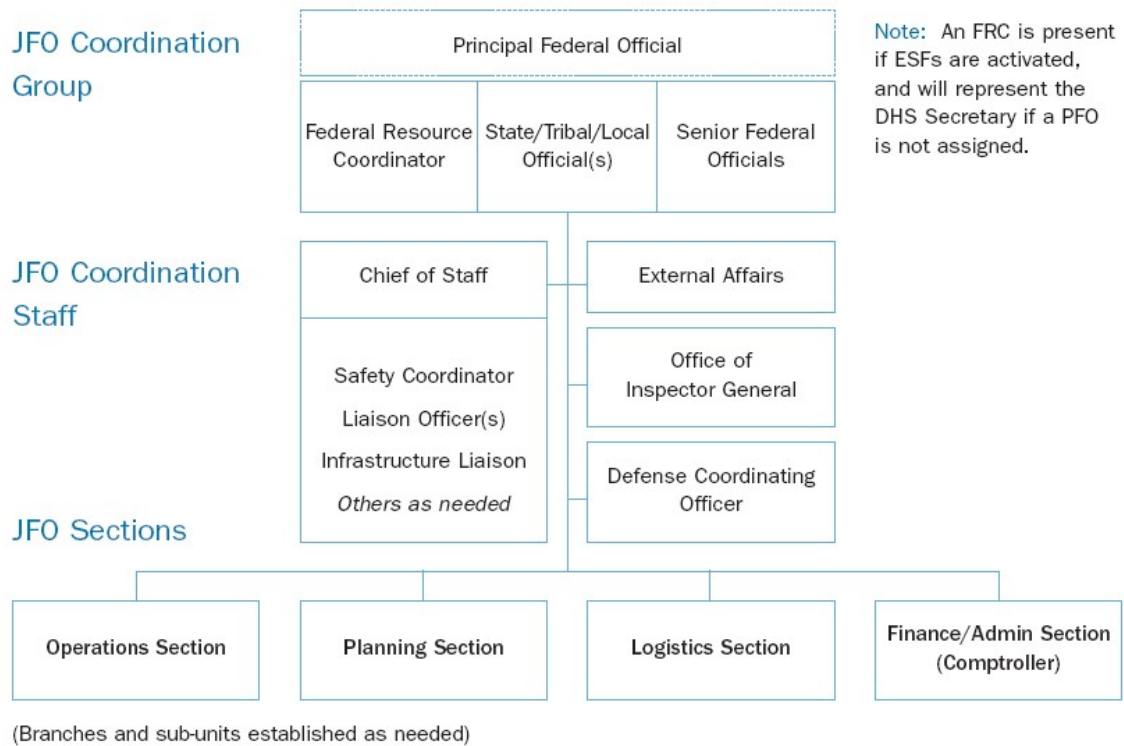 JFO Coordination
Group
Principal Federal Official
Federal Resource
Coordinator
State/Tribal/Local
Official(s)
Senior Federal
Officials
Note: An FRC is present
if ESFs are activated,
and will represent the
DHS Secretary if a PFO
is not assigned.
JFO Coordination
Staff
Chief of Staff
Safety Coordinator
Liaison Officer(s)
Infrastructure Liaison
Others as needed
External Affairs
Office of
Inspector General
Defense Coordinating
Officer
JFO Sections
Operations Section
Planning Section
Logistics Section
Finance/Admin Section
(Comptroller)
(Branches and sub-units established as needed)